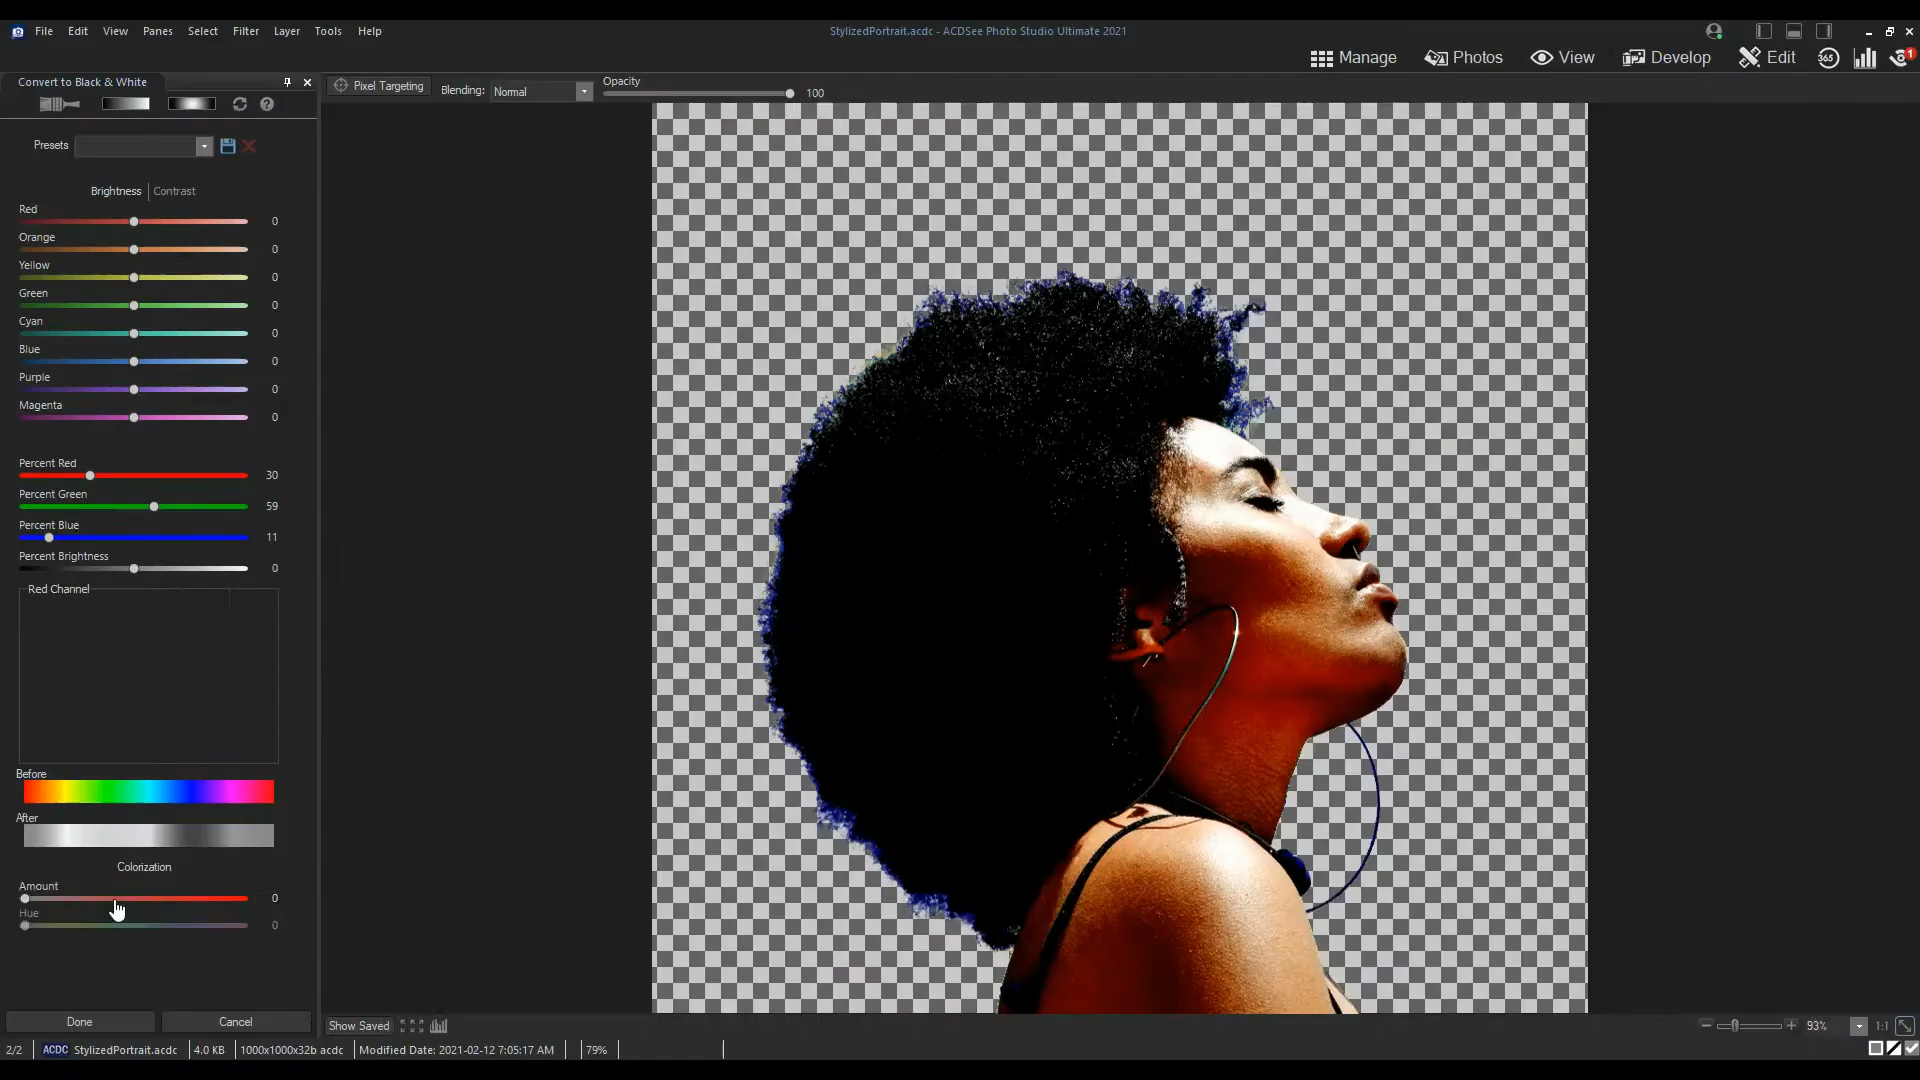 File Edit View Panes Select Filter Layer Tools Help
StylizedPortrait.acdc - ACDSee Photo Studio Ultimate 2021
Manage Photos View Develop Edit 365 1
Convert to Black & White
Pixel Targeting Blending: Normal Opacity 100
Presets
Brightness Contrast
Red 0
Orange 0
Yellow 0
Green 0
Cyan 0
Blue 0
Purple 0
Magenta 0
Percent Red 30
Percent Green 59
Percent Blue 11
Percent Brightness 0
Red Channel
Before
After
Colorization
Amount 0
Hue 0
Done Cancel
Show Saved 93% 1:1
2/2 ACDC StylizedPortrait.acdc 4.0 KB 1000x1000x32b acdc Modified Date: 2021-02-12 7:05:17 AM 79%